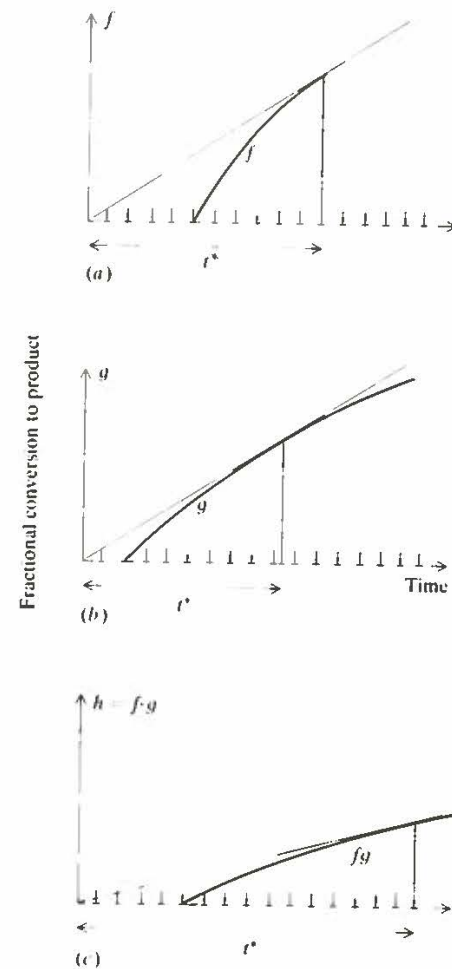 f
f
t*
(a)
Fractional conversion to product
g
g
Time
t*
(b)
h = f·g
fg
t*
(c)